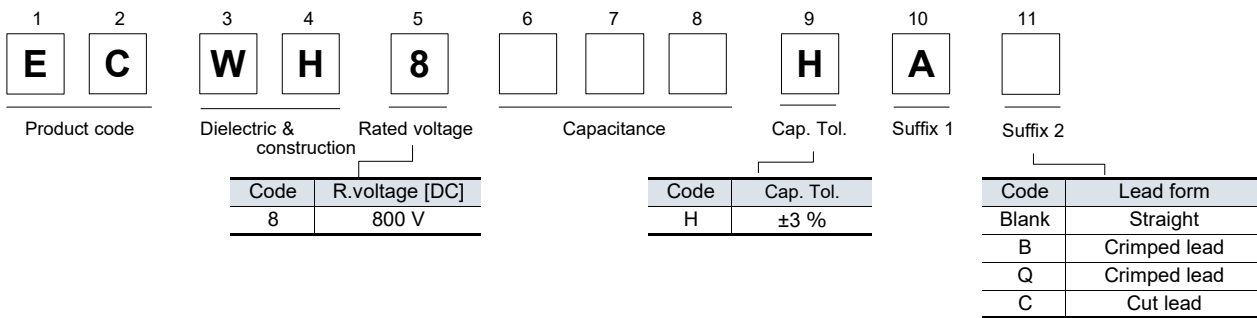 1 2 3 4 5 6 7 8 9 10 11
E C W H 8 H A
Product code Dielectric & construction Rated voltage Capacitance Cap. Tol. Suffix 1 Suffix 2
Code R.voltage [DC]
8 800 V
Code Cap. Tol.
H ±3 %
Code Lead form
Blank Straight
B Crimped lead
Q Crimped lead
C Cut lead